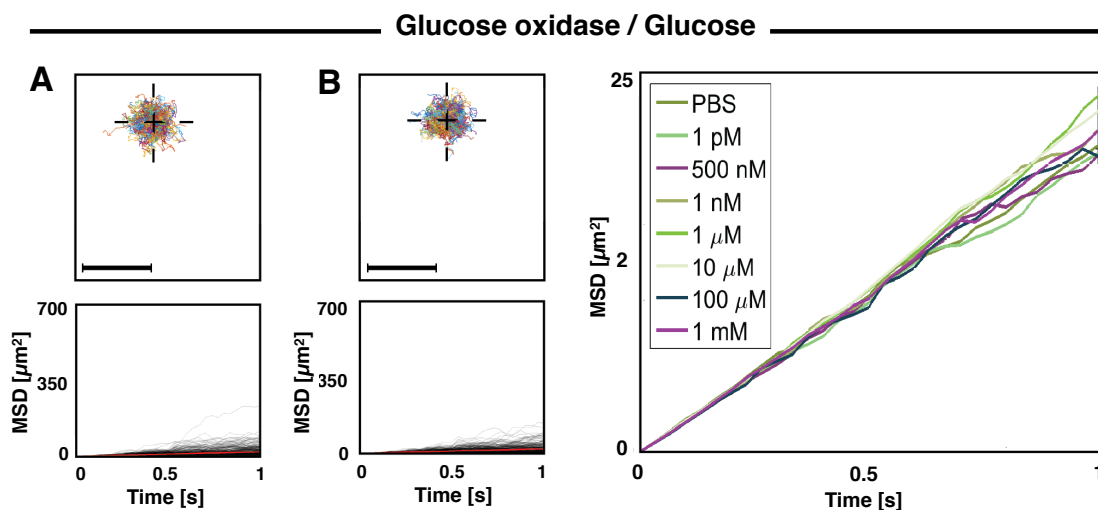 Glucose oxidase / Glucose
A
B
700
350
0
MSD [µm²]
0
0.5
1
Time [s]
700
350
0
MSD [µm²]
0
0.5
1
Time [s]
25
2
0
MSD [µm²]
PBS
1 pM
500 nM
1 nM
1 µM
10 µM
100 µM
1 mM
0
0.5
1
Time [s]